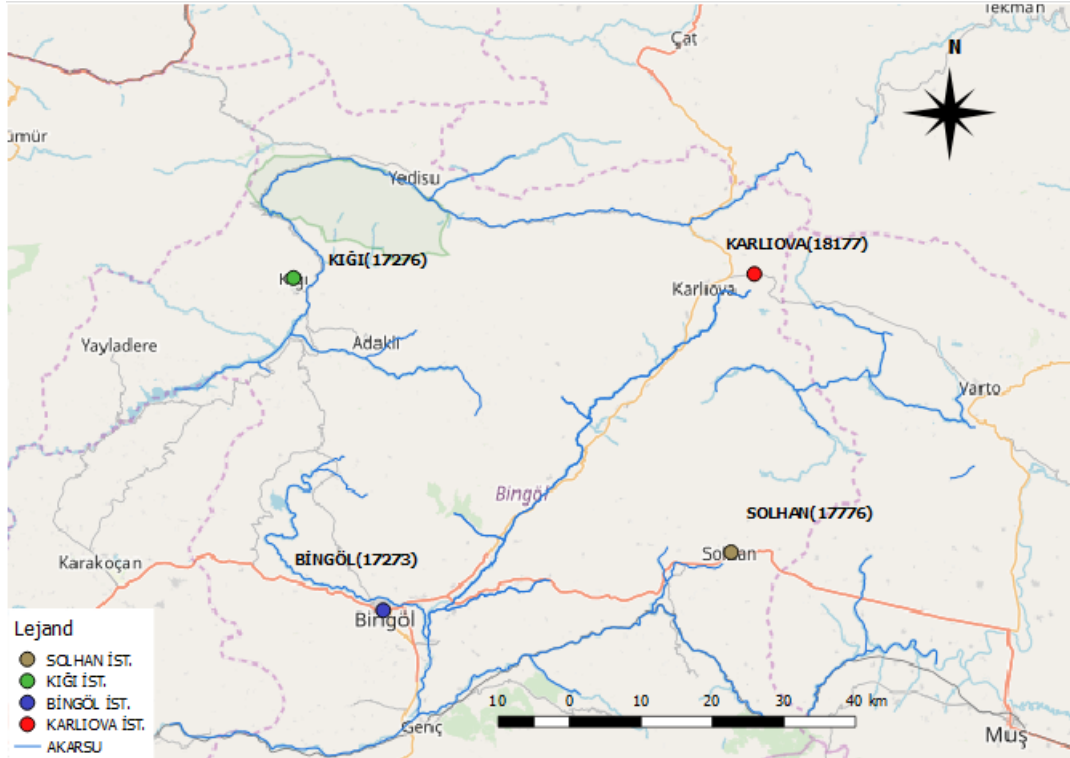 Tekman
N
Çat
ümür
Yedisu
KARLIOVA(18177)
KIĞI(17276)
Kiğı
Karlıova
Adaklı
Yayladere
Varto
Bingöl
SOLHAN(17776)
Solhan
BİNGÖL(17273)
Karakoçan
Bingöl
Lejand
SOLHAN İST.
KIĞI İST.
BİNGÖL İST.
KARLIOVA İST.
AKARSU
10 0 10 20 30 40 km
Genç
Muş